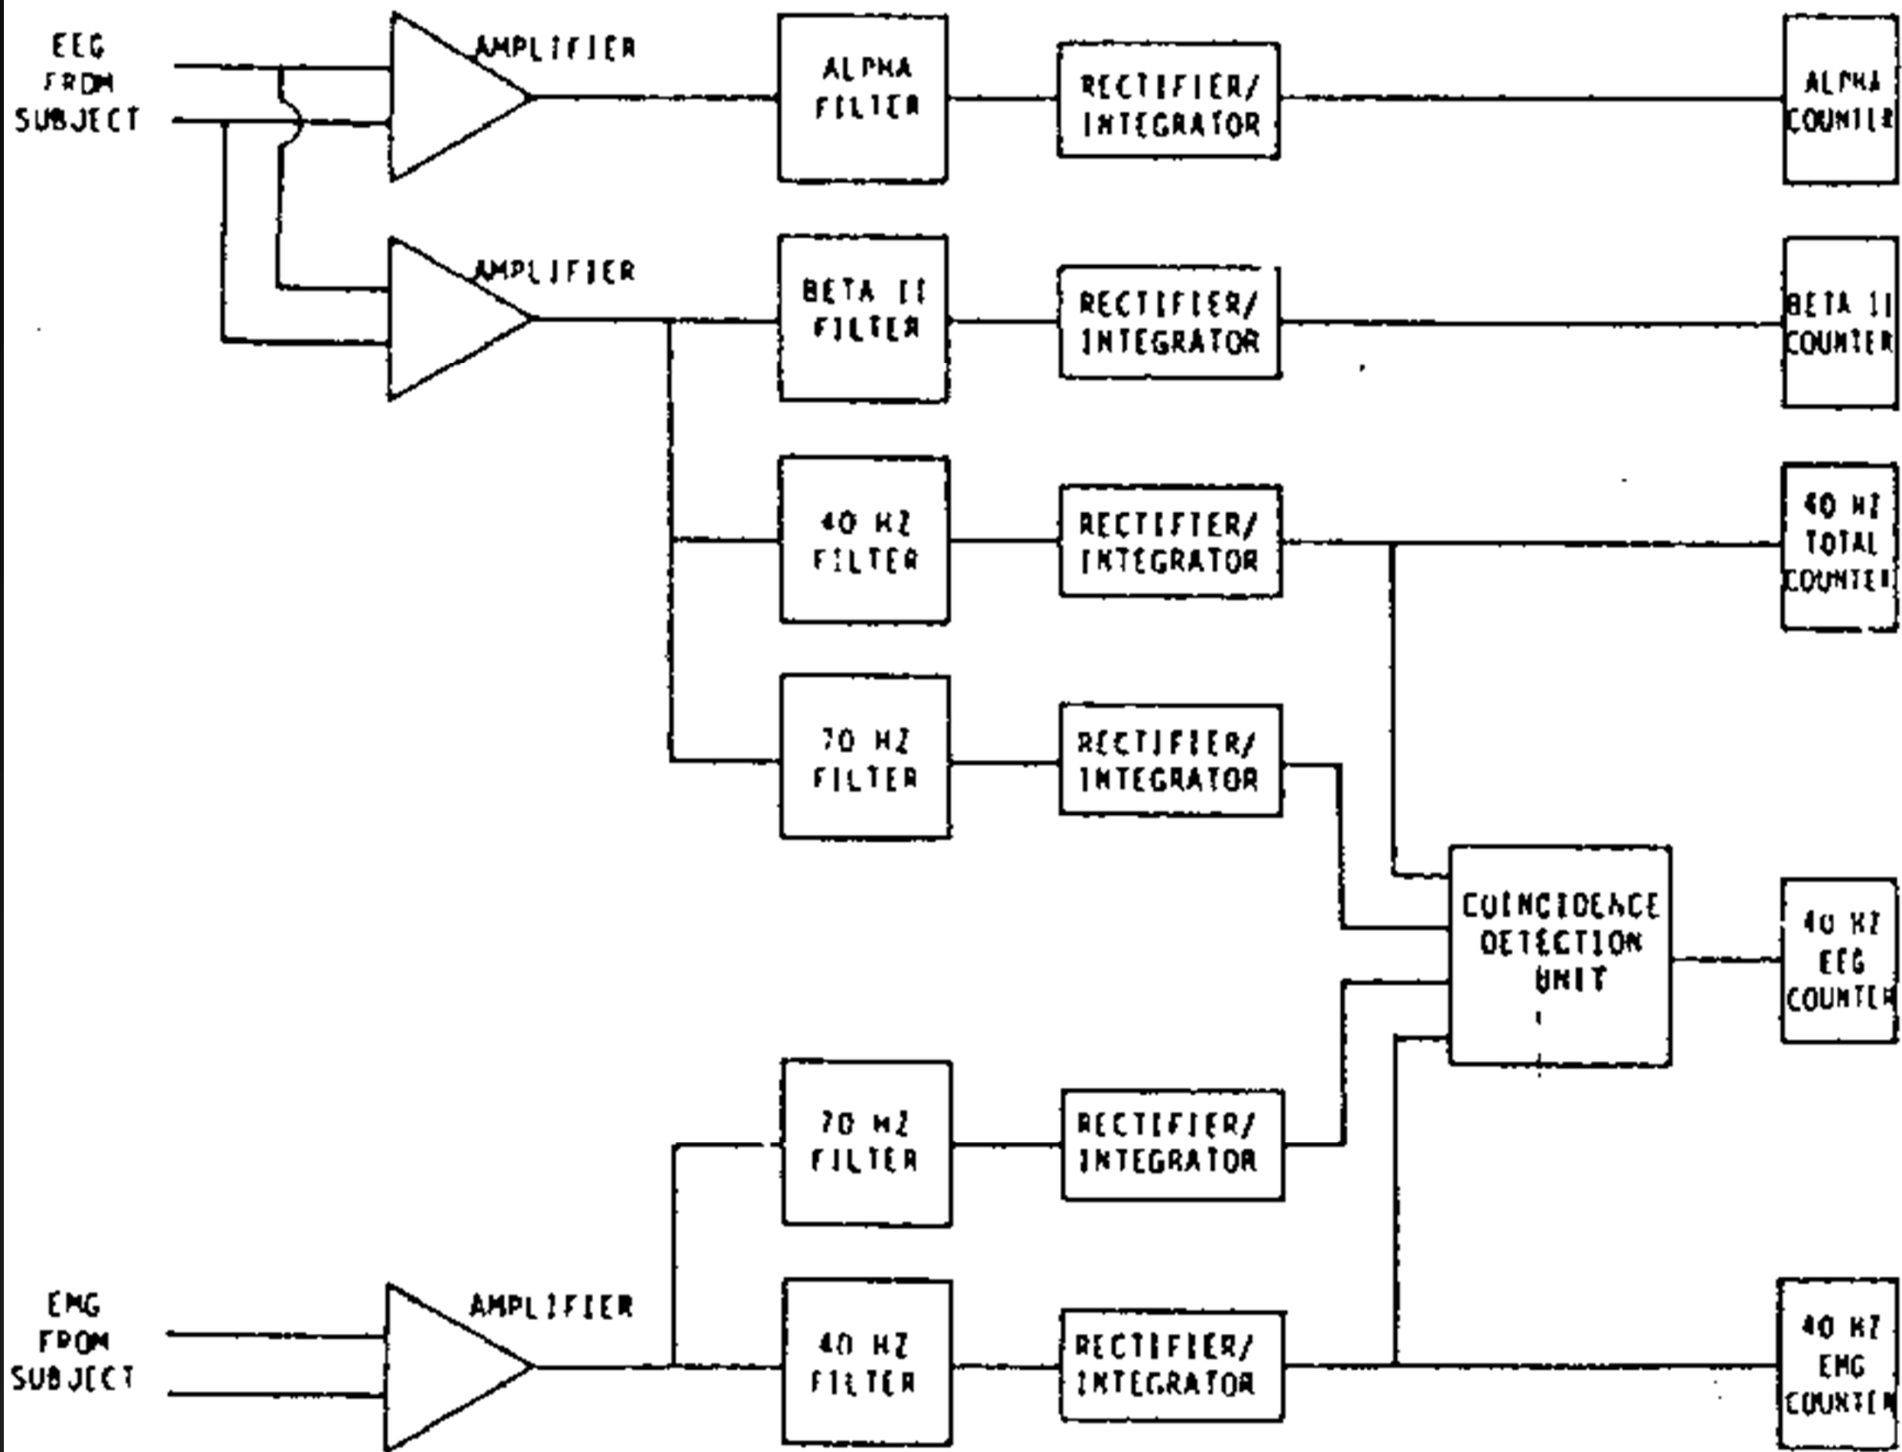 EEG
FROM
SUBJECT
AMPLIFIER
ALPHA
FILTER
RECTIFIER/
INTEGRATOR
ALPHA
COUNTER
AMPLIFIER
BETA II
FILTER
RECTIFIER/
INTEGRATOR
BETA II
COUNTER
40 HZ
FILTER
RECTIFIER/
INTEGRATOR
40 HZ
TOTAL
COUNTER
70 HZ
FILTER
RECTIFIER/
INTEGRATOR
COINCIDENCE
DETECTION
UNIT
40 HZ
EEG
COUNTER
70 HZ
FILTER
RECTIFIER/
INTEGRATOR
EMG
FROM
SUBJECT
AMPLIFIER
40 HZ
FILTER
RECTIFIER/
INTEGRATOR
40 HZ
EMG
COUNTER